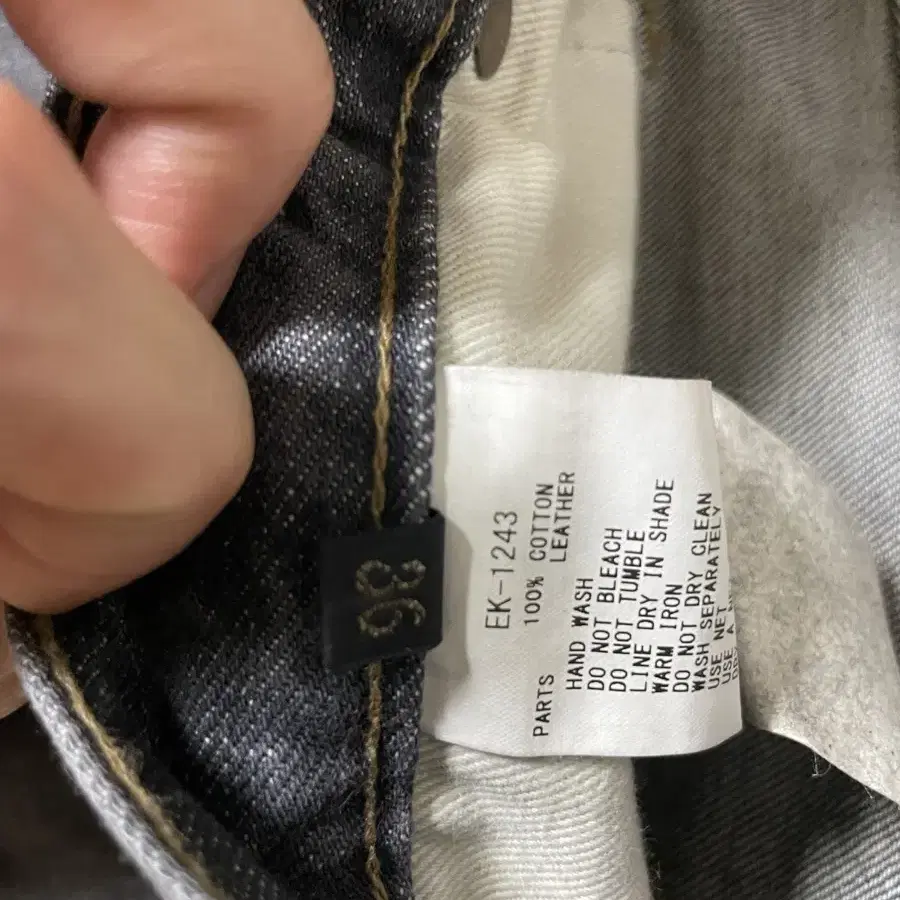 36
EK-1243
100% COTTON
PARTS LEATHER
HAND WASH
DO NOT BLEACH
DO NOT TUMBLE
LINE DRY IN SHADE
WARM IRON
DO NOT DRY CLEAN
WASH SEPARATELY
USE NET
USE A